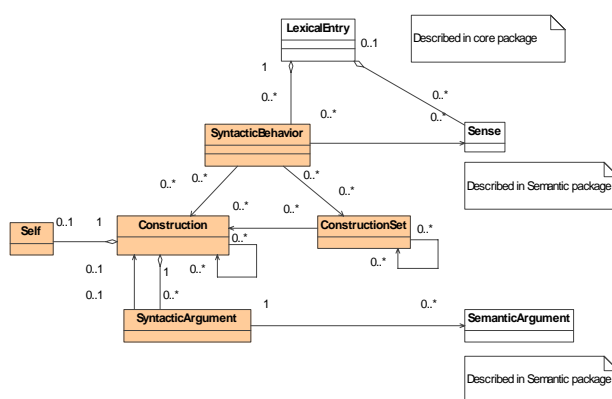 LexicalEntry
0..1
Described in core package
1
0..*
0..*
0..*
0..*
SyntacticBehavior
Sense
0..*
0..*
0..*
0..*
Described in Semantic package
0..*
0..*
0..1
1
Construction
ConstructionSet
Self
0..*
0..*
0..1
1
0..*
0..*
0..1
0..*
SyntacticArgument
1
0..*
SemanticArgument
Described in Semantic package